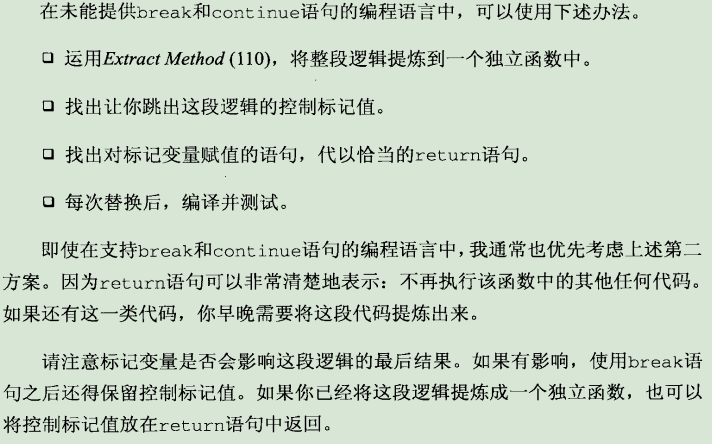 在未能提供break和continue语句的编程语言中，可以使用下述办法。
❑ 运用Extract Method (110)，将整段逻辑提炼到一个独立函数中。
❑ 找出让你跳出这段逻辑的控制标记值。
❑ 找出对标记变量赋值的语句，代以恰当的return语句。
❑ 每次替换后，编译并测试。
即使在支持break和continue语句的编程语言中，我通常也优先考虑上述第二
方案。因为return语句可以非常清楚地表示：不再执行该函数中的其他任何代码。
如果还有这一类代码，你早晚需要将这段代码提炼出来。
请注意标记变量是否会影响这段逻辑的最后结果。如果有影响，使用break语
句之后还得保留控制标记值。如果你已经将这段逻辑提炼成一个独立函数，也可以
将控制标记值放在return语句中返回。